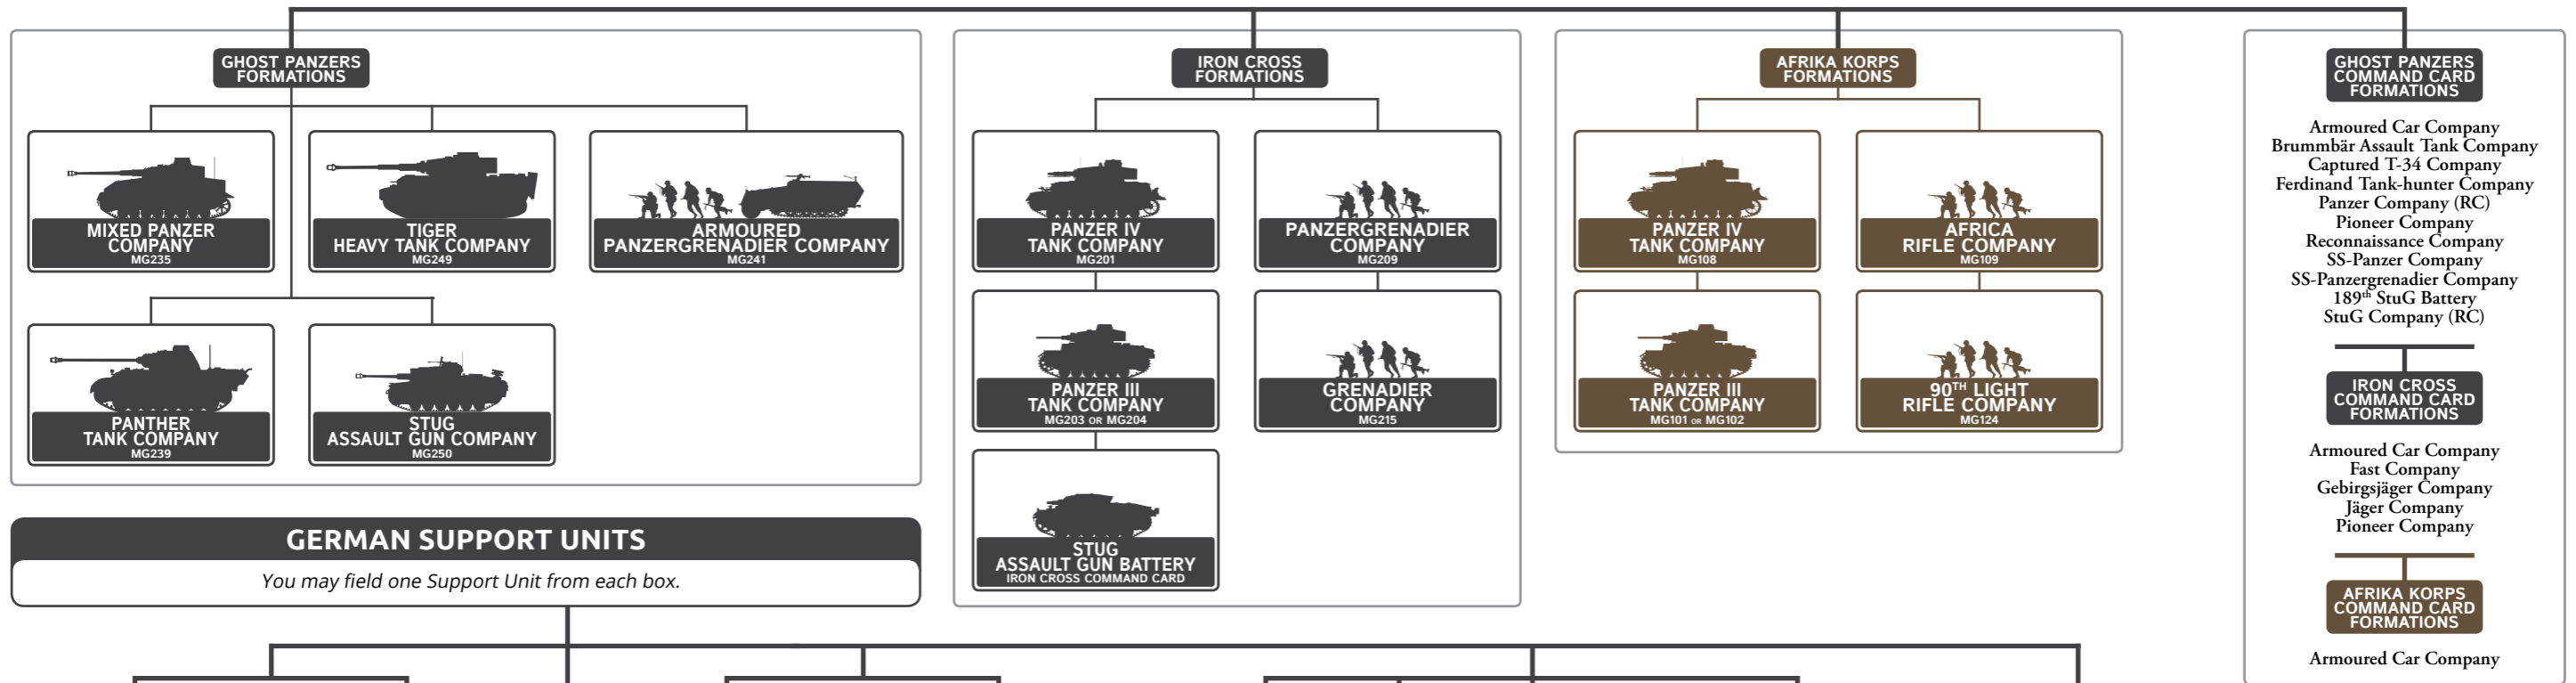 GHOST PANZERS
FORMATIONS
MIXED PANZER
COMPANY
MG235
TIGER
HEAVY TANK COMPANY
MG249
ARMOURED
PANZERGRENADIER COMPANY
MG241
PANTHER
TANK COMPANY
MG239
STUG
ASSAULT GUN COMPANY
MG250
IRON CROSS
FORMATIONS
PANZER IV
TANK COMPANY
MG201
PANZERGRENADIER
COMPANY
MG209
PANZER III
TANK COMPANY
MG203 OR MG204
GRENADIER
COMPANY
MG215
STUG
ASSAULT GUN BATTERY
IRON CROSS COMMAND CARD
AFRIKA KORPS
FORMATIONS
PANZER IV
TANK COMPANY
MG108
AFRICA
RIFLE COMPANY
MG109
PANZER III
TANK COMPANY
MG101 OR MG102
90TH LIGHT
RIFLE COMPANY
MG124
GHOST PANZERS
COMMAND CARD
FORMATIONS
Armoured Car Company
Brummbär Assault Tank Company
Captured T-34 Company
Ferdinand Tank-hunter Company
Panzer Company (RC)
Pioneer Company
Reconnaissance Company
SS-Panzer Company
SS-Panzergrenadier Company
189th StuG Battery
StuG Company (RC)
IRON CROSS
COMMAND CARD
FORMATIONS
Armoured Car Company
Fast Company
Gebirgsjäger Company
Jäger Company
Pioneer Company
AFRIKA KORPS
COMMAND CARD
FORMATIONS
Armoured Car Company
GERMAN SUPPORT UNITS
You may field one Support Unit from each box.